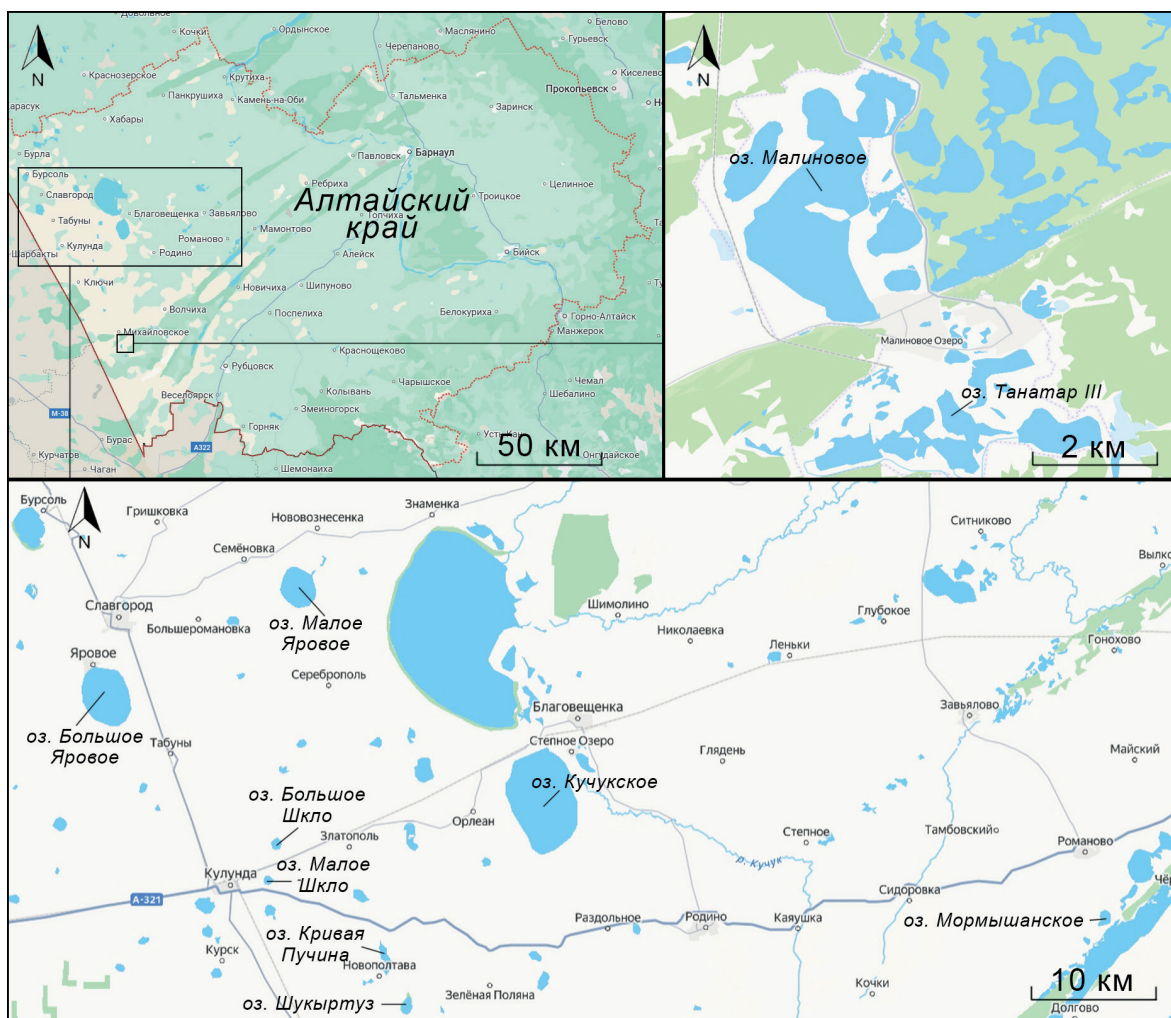 Довольное
Кочки
Ордынское
Маслянино
Белово
Черепаново
Гурьевск
N
Краснозерское
Крутиха
Киселевск
Панкрушиха
Камень-на-Оби
Тальменка
Прокопьевск
арасук
Хабары
Заринск
Бурла
Павловск
Барнаул
Бурсоль
Ребриха
Целинное
Славгород
Алтайский
край
Троицкое
Табуны
Благовещенка
Завьялово
Топчиха
Кулунда
Романово
Мамонтово
Шарбакты
Родино
Алейск
Бийск
Ключи
Новичиха
Шипуново
Волчиха
Поспелиха
Белокуриха
Горно-Алтайск
Михайловское
Манжерок
Краснощеково
Рубцовск
Чарышское
Чемал
Веселоярск
Колывань
Шебалино
М-38
Змеиногорск
Бурас
Горняк
Усть-Кан
А322
50 км
Курчатов
Онгудайское
Чаган
Шемонаиха
N
оз. Малиновое
Малиновое Озеро
оз. Танатар III
2 км
Бурсоль
Гришковка
Знаменка
Нововознесенка
Ситниково
N
Семёновка
Вылко
Славгород
Шимолино
Глубокое
Большеромановка
оз. Малое
Яровое
Николаевка
Гонохово
Леньки
Яровое
Сереброполь
Благовещенка
Завьялово
оз. Большое
Яровое
Табуны
Степное Озеро
Глядень
Майский
оз. Кучукское
оз. Большое
Шкло
Орлеан
Златополь
Степное
Тамбовский
Романово
оз. Малое
Шкло
р. Кучук
Кулунда
Сидоровка
А-321
Раздольное
Родино
Каяушка
оз. Мормышанское
оз. Кривая
Пучина
Курск
Новополтава
Зелёная Поляна
Кочки
10 км
оз. Шукыртуз
Долгово